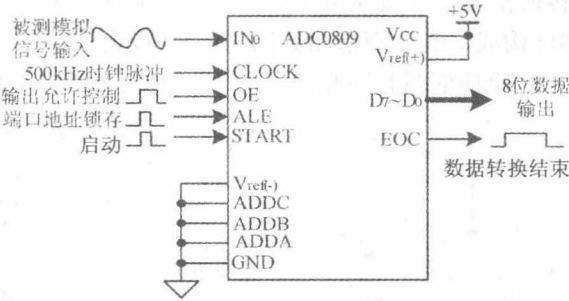 +5V
被测模拟
信号输入
IN₀ ADC0809 VCC
Vref(+)
500kHz时钟脉冲 CLOCK
输出允许控制 OE
D₇~D₀ 8位数据
输出
端口地址锁存 ALE
启动 START
EOC
数据转换结束
Vref(-)
ADDC
ADDB
ADDA
GND